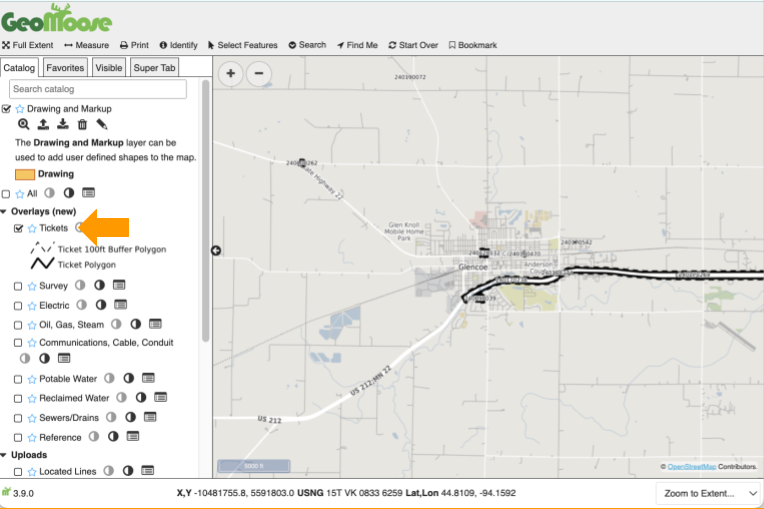 GeoMoose
Full Extent Measure Print Identify Select Features Search Find Me Start Over Bookmark
Catalog Favorites Visible Super Tab
Search catalog
Drawing and Markup
The Drawing and Markup layer can be
used to add user defined shapes to the map.
Drawing
All
Overlays (new)
Tickets
Ticket 100ft Buffer Polygon
Ticket Polygon
Survey
Electric
Oil, Gas, Steam
Communications, Cable, Conduit
Potable Water
Reclaimed Water
Sewers/Drains
Reference
Uploads
Located Lines
240190072
Glen Knoll
Mobile Home
Park
Glencoe
US 212;MN 22
US 212
5000 ft
© OpenStreetMap Contributors.
3.9.0
X,Y -10481755.8, 5591803.0 USNG 15T VK 0833 6259 Lat,Lon 44.8109, -94.1592
Zoom to Extent...